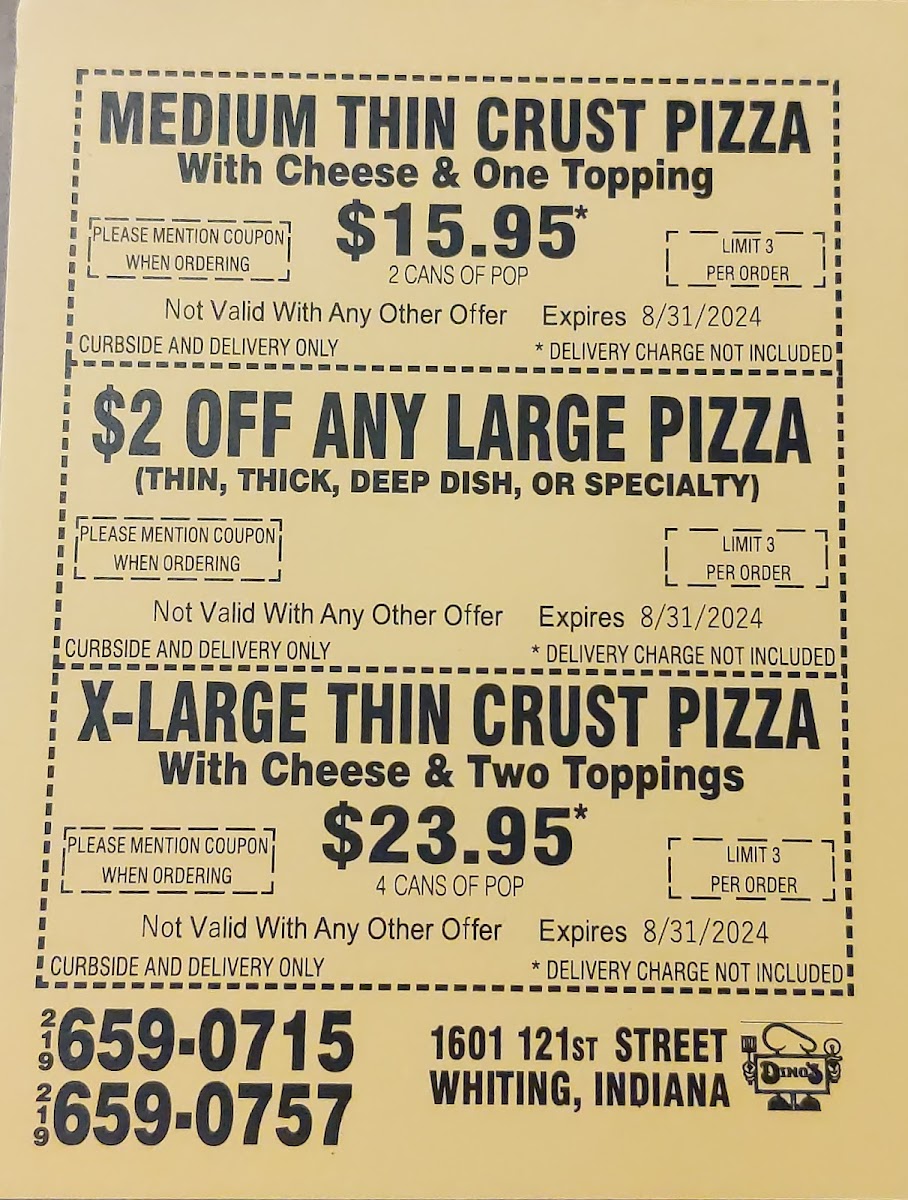 MEDIUM THIN CRUST PIZZA
With Cheese & One Topping
$15.95*
PLEASE MENTION COUPON
WHEN ORDERING
2 CANS OF POP
LIMIT 3
PER ORDER
Not Valid With Any Other Offer Expires 8/31/2024
CURBSIDE AND DELIVERY ONLY * DELIVERY CHARGE NOT INCLUDED
$2 OFF ANY LARGE PIZZA
(THIN, THICK, DEEP DISH, OR SPECIALTY)
PLEASE MENTION COUPON
WHEN ORDERING
LIMIT 3
PER ORDER
Not Valid With Any Other Offer Expires 8/31/2024
CURBSIDE AND DELIVERY ONLY * DELIVERY CHARGE NOT INCLUDED
X-LARGE THIN CRUST PIZZA
With Cheese & Two Toppings
$23.95*
PLEASE MENTION COUPON
WHEN ORDERING
4 CANS OF POP
LIMIT 3
PER ORDER
Not Valid With Any Other Offer Expires 8/31/2024
CURBSIDE AND DELIVERY ONLY * DELIVERY CHARGE NOT INCLUDED
219 659-0715
219 659-0757
1601 121ST STREET
WHITING, INDIANA
DINO'S